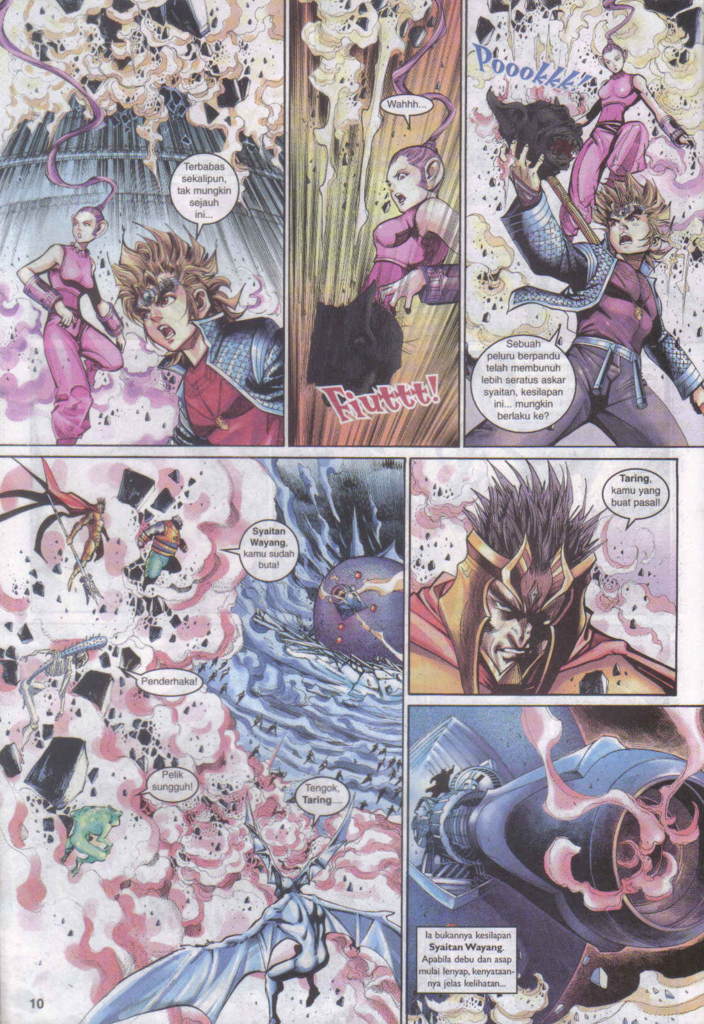 Terbabas
sekalipun,
tak mungkin
sejauh
ini...
Wahhh...
Fiuttt!
Poookkk!
Sebuah
peluru berpandu
telah membunuh
lebih seratus askar
syaitan, kesilapan
ini... mungkin
berlaku ke?
Syaitan
Wayang,
kamu sudah
buta!
Penderhaka!
Pelik
sungguh!
Tengok,
Taring....
Taring,
kamu yang
buat pasal!
Ia bukannya kesilapan
Syaitan Wayang.
Apabila debu dan asap
mulai lenyap, kenyataan-
nya jelas kelihatan...
10